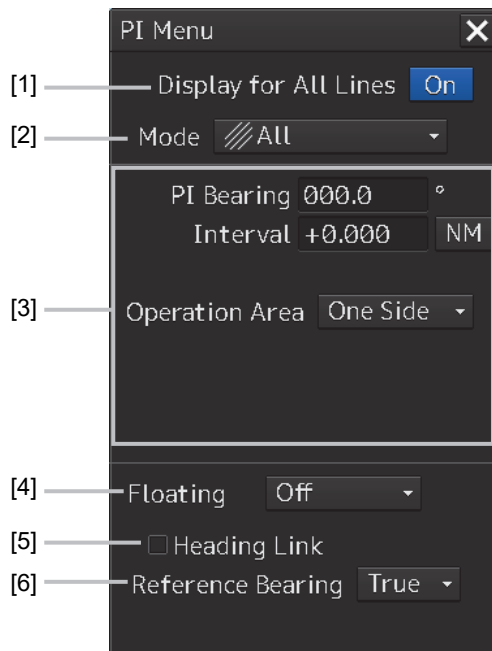 PI Menu
[1] Display for All Lines On
[2] Mode All
PI Bearing 000.0 °
Interval +0.000 NM
[3] Operation Area One Side
[4] Floating Off
[5] Heading Link
[6] Reference Bearing True